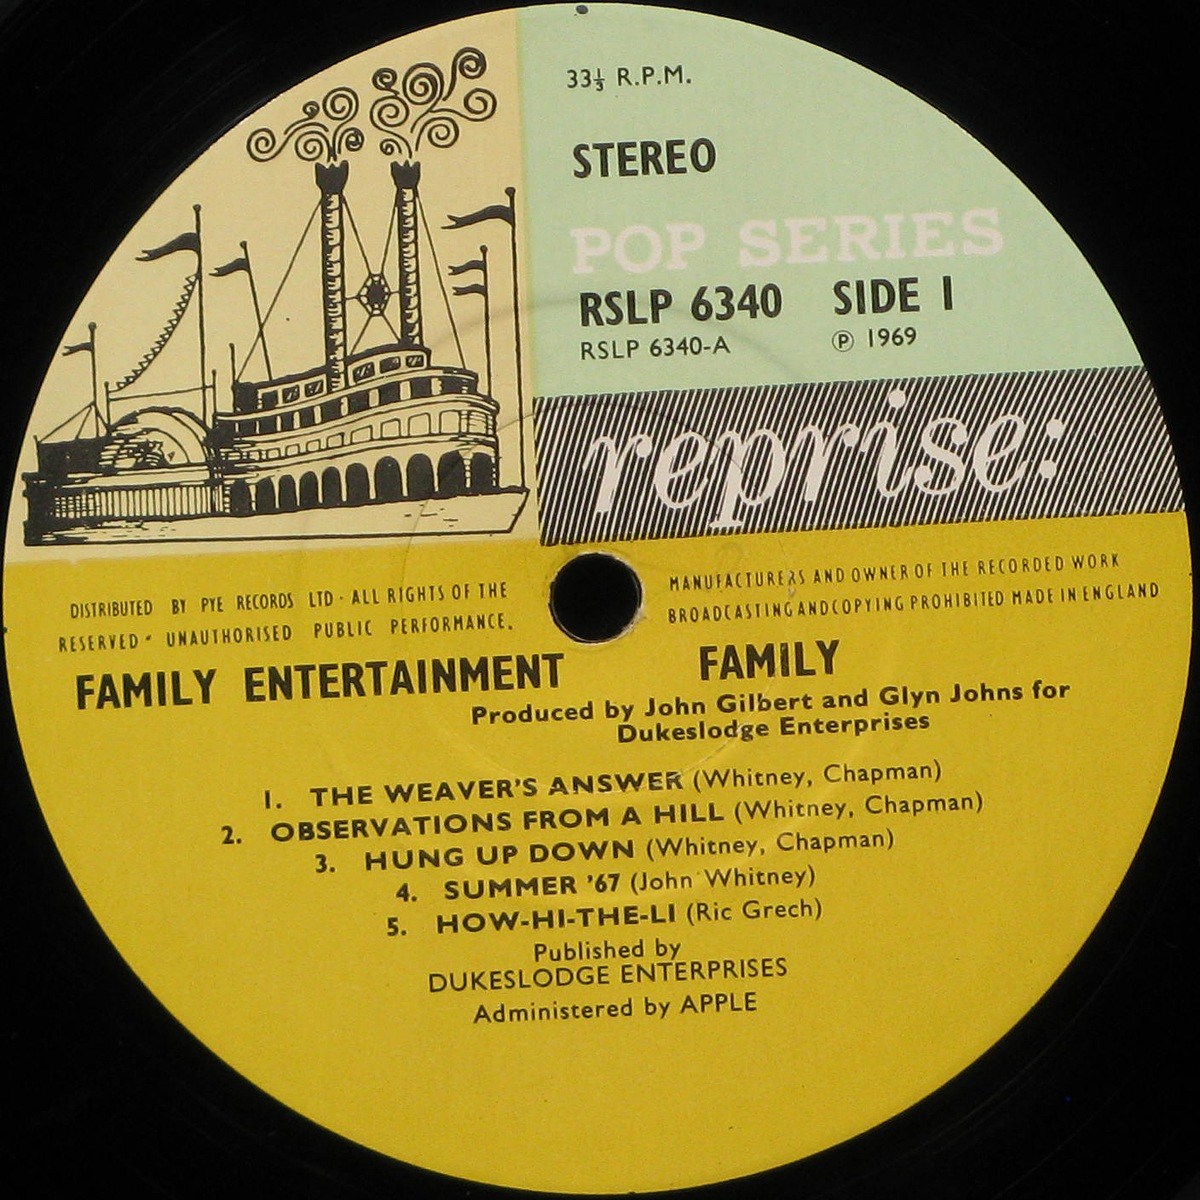 33⅓ R.P.M.
STEREO
POP SERIES
RSLP 6340 SIDE 1
RSLP 6340-A ℗ 1969
reprise:
DISTRIBUTED BY PYE RECORDS LTD · ALL RIGHTS OF THE MANUFACTURERS AND OWNER OF THE RECORDED WORK
RESERVED · UNAUTHORISED PUBLIC PERFORMANCE. BROADCASTING AND COPYING PROHIBITED MADE IN ENGLAND
FAMILY ENTERTAINMENT FAMILY
Produced by John Gilbert and Glyn Johns for
Dukeslodge Enterprises
1. THE WEAVER'S ANSWER (Whitney, Chapman)
2. OBSERVATIONS FROM A HILL (Whitney, Chapman)
3. HUNG UP DOWN (Whitney, Chapman)
4. SUMMER '67 (John Whitney)
5. HOW-HI-THE-LI (Ric Grech)
Published by
DUKESLODGE ENTERPRISES
Administered by APPLE